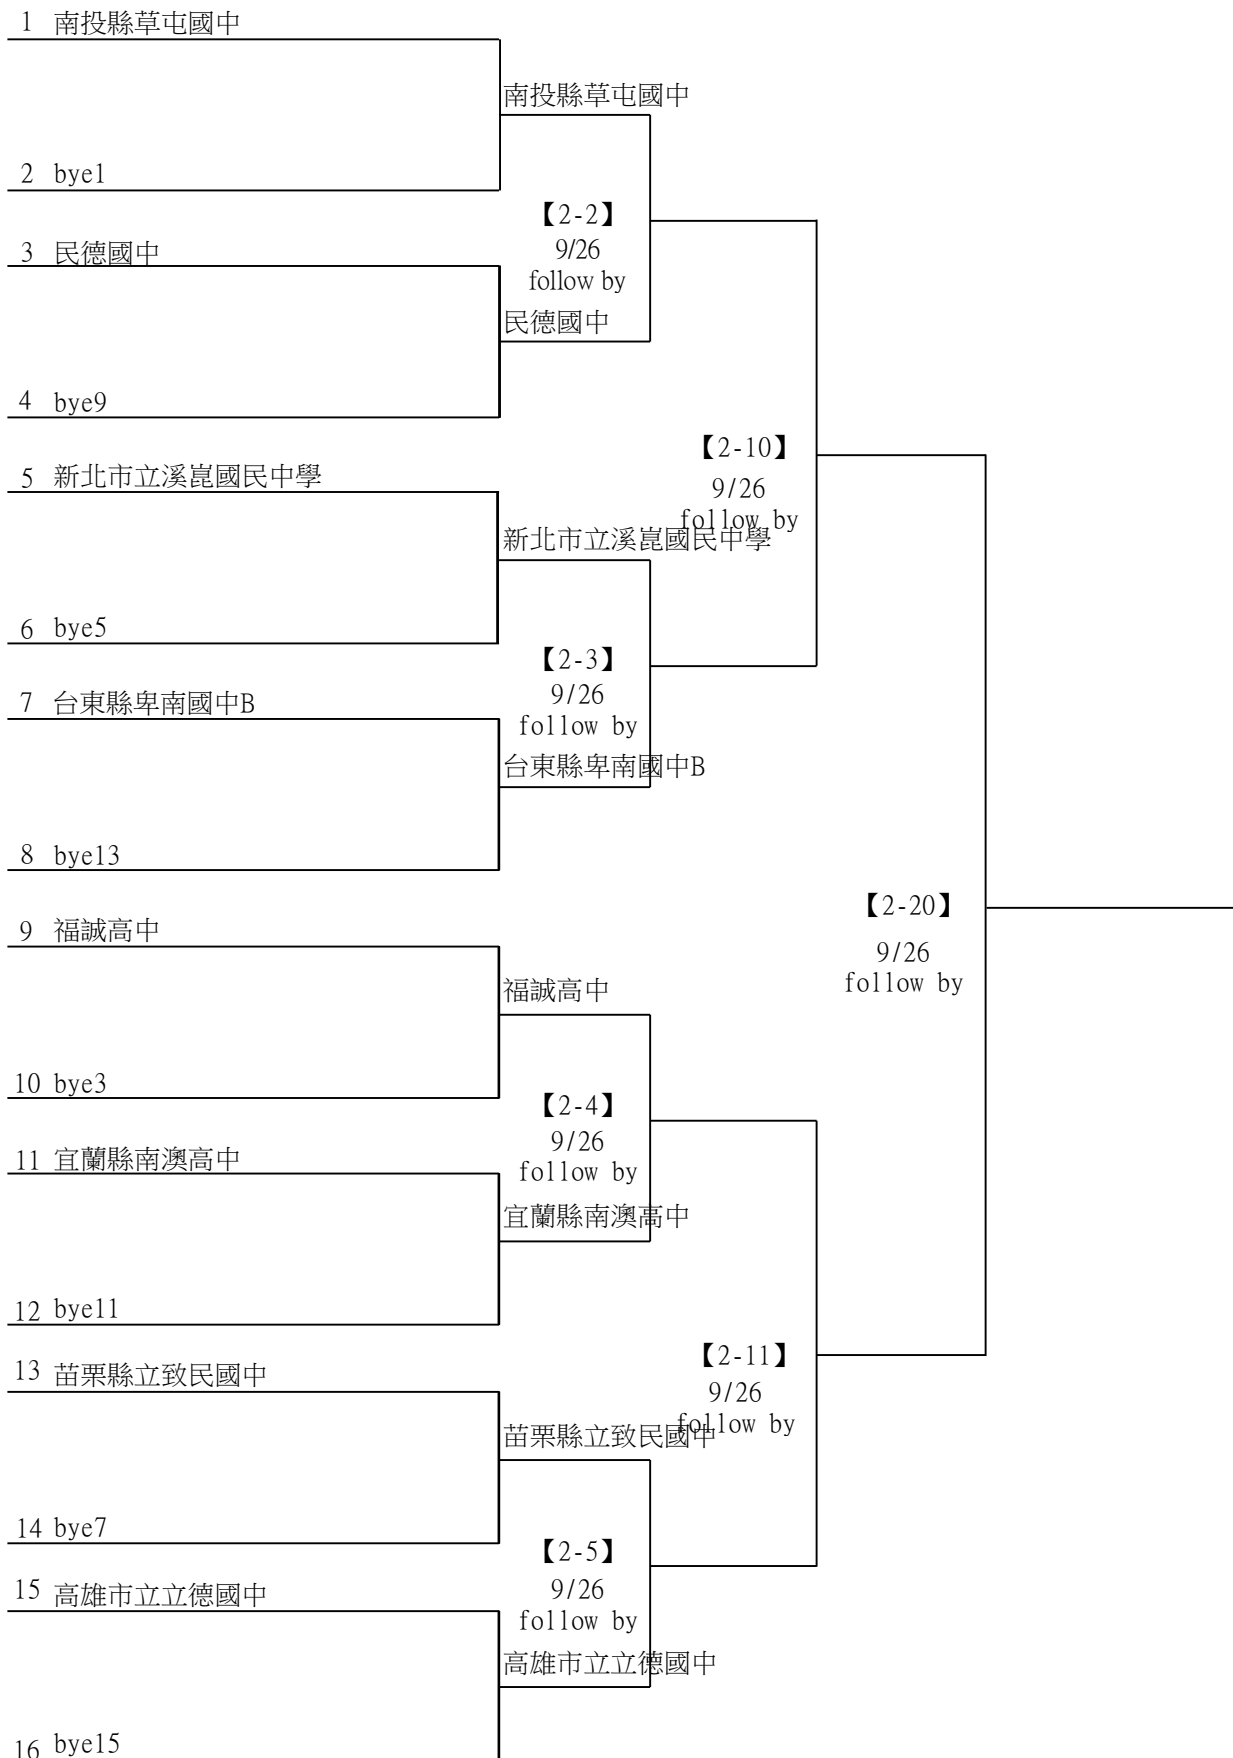 1 南投縣草屯國中
南投縣草屯國中
2 bye1
【2-2】
9/26
follow by
3 民德國中
民德國中
4 bye9
【2-10】
9/26
follow by
5 新北市立溪崑國民中學
新北市立溪崑國民中學
6 bye5
【2-3】
9/26
follow by
7 台東縣卑南國中B
台東縣卑南國中B
8 bye13
【2-20】
9/26
follow by
9 福誠高中
福誠高中
10 bye3
【2-4】
9/26
follow by
11 宜蘭縣南澳高中
宜蘭縣南澳高中
12 bye11
【2-11】
9/26
follow by
13 苗栗縣立致民國中
苗栗縣立致民國中
14 bye7
【2-5】
9/26
follow by
15 高雄市立立德國中
高雄市立立德國中
16 bye15